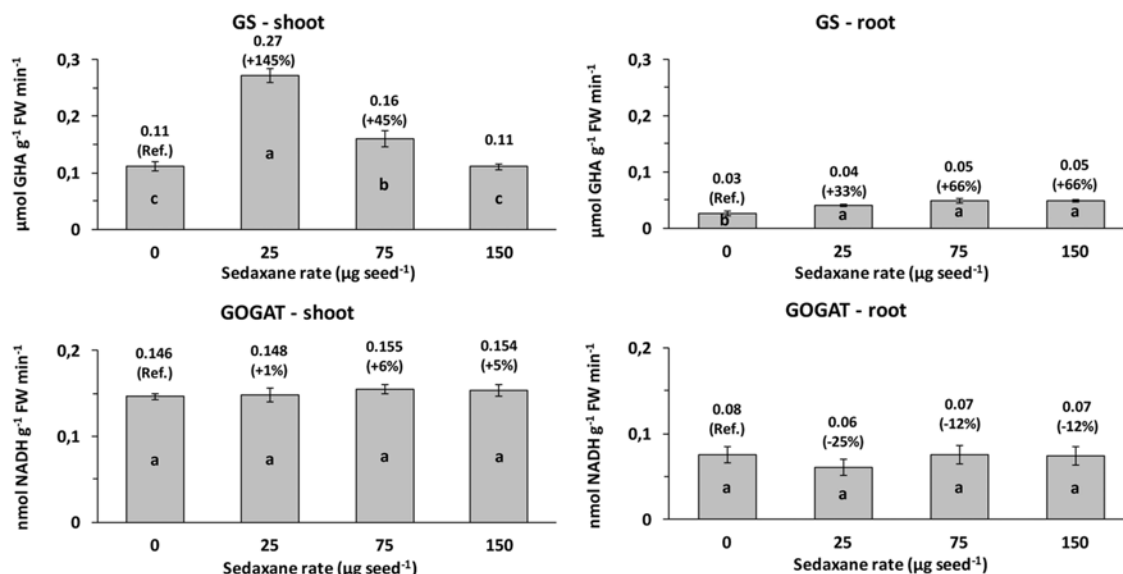 GS - shoot
µmol GHA g⁻¹ FW min⁻¹
0,3
0,2
0,1
0
0.11
(Ref.)
c
0.27
(+145%)
a
0.16
(+45%)
b
0.11
c
0 25 75 150
Sedaxane rate (µg seed⁻¹)
GS - root
µmol GHA g⁻¹ FW min⁻¹
0,3
0,2
0,1
0
0.03
(Ref.)
b
0.04
(+33%)
a
0.05
(+66%)
a
0.05
(+66%)
a
0 25 75 150
Sedaxane rate (µg seed⁻¹)
GOGAT - shoot
nmol NADH g⁻¹ FW min⁻¹
0,2
0,1
0
0.146
(Ref.)
a
0.148
(+1%)
a
0.155
(+6%)
a
0.154
(+5%)
a
0 25 75 150
Sedaxane rate (µg seed⁻¹)
GOGAT - root
nmol NADH g⁻¹ FW min⁻¹
0,2
0,1
0
0.08
(Ref.)
a
0.06
(-25%)
a
0.07
(-12%)
a
0.07
(-12%)
a
0 25 75 150
Sedaxane rate (µg seed⁻¹)